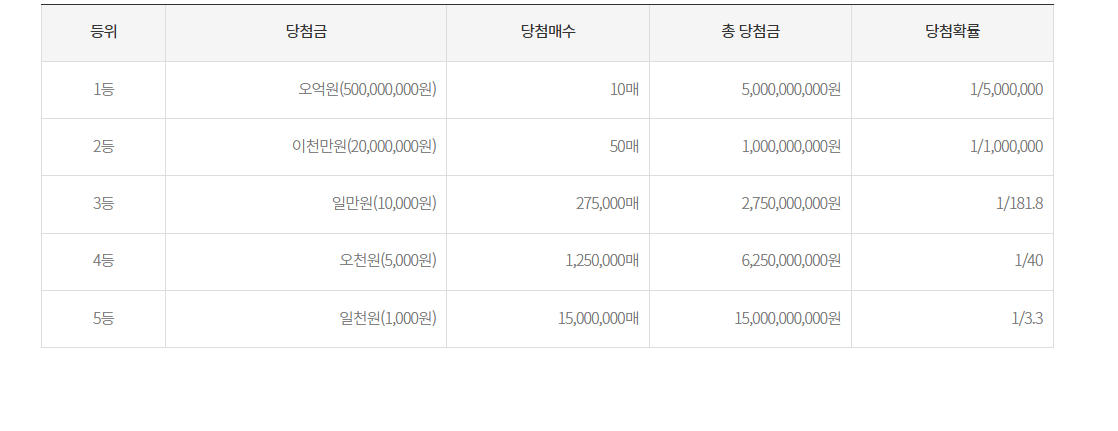 등위 당첨금 당첨매수 총 당첨금 당첨확률
1등 오억원(500,000,000원) 10매 5,000,000,000원 1/5,000,000
2등 이천만원(20,000,000원) 50매 1,000,000,000원 1/1,000,000
3등 일만원(10,000원) 275,000매 2,750,000,000원 1/181.8
4등 오천원(5,000원) 1,250,000매 6,250,000,000원 1/40
5등 일천원(1,000원) 15,000,000매 15,000,000,000원 1/3.3